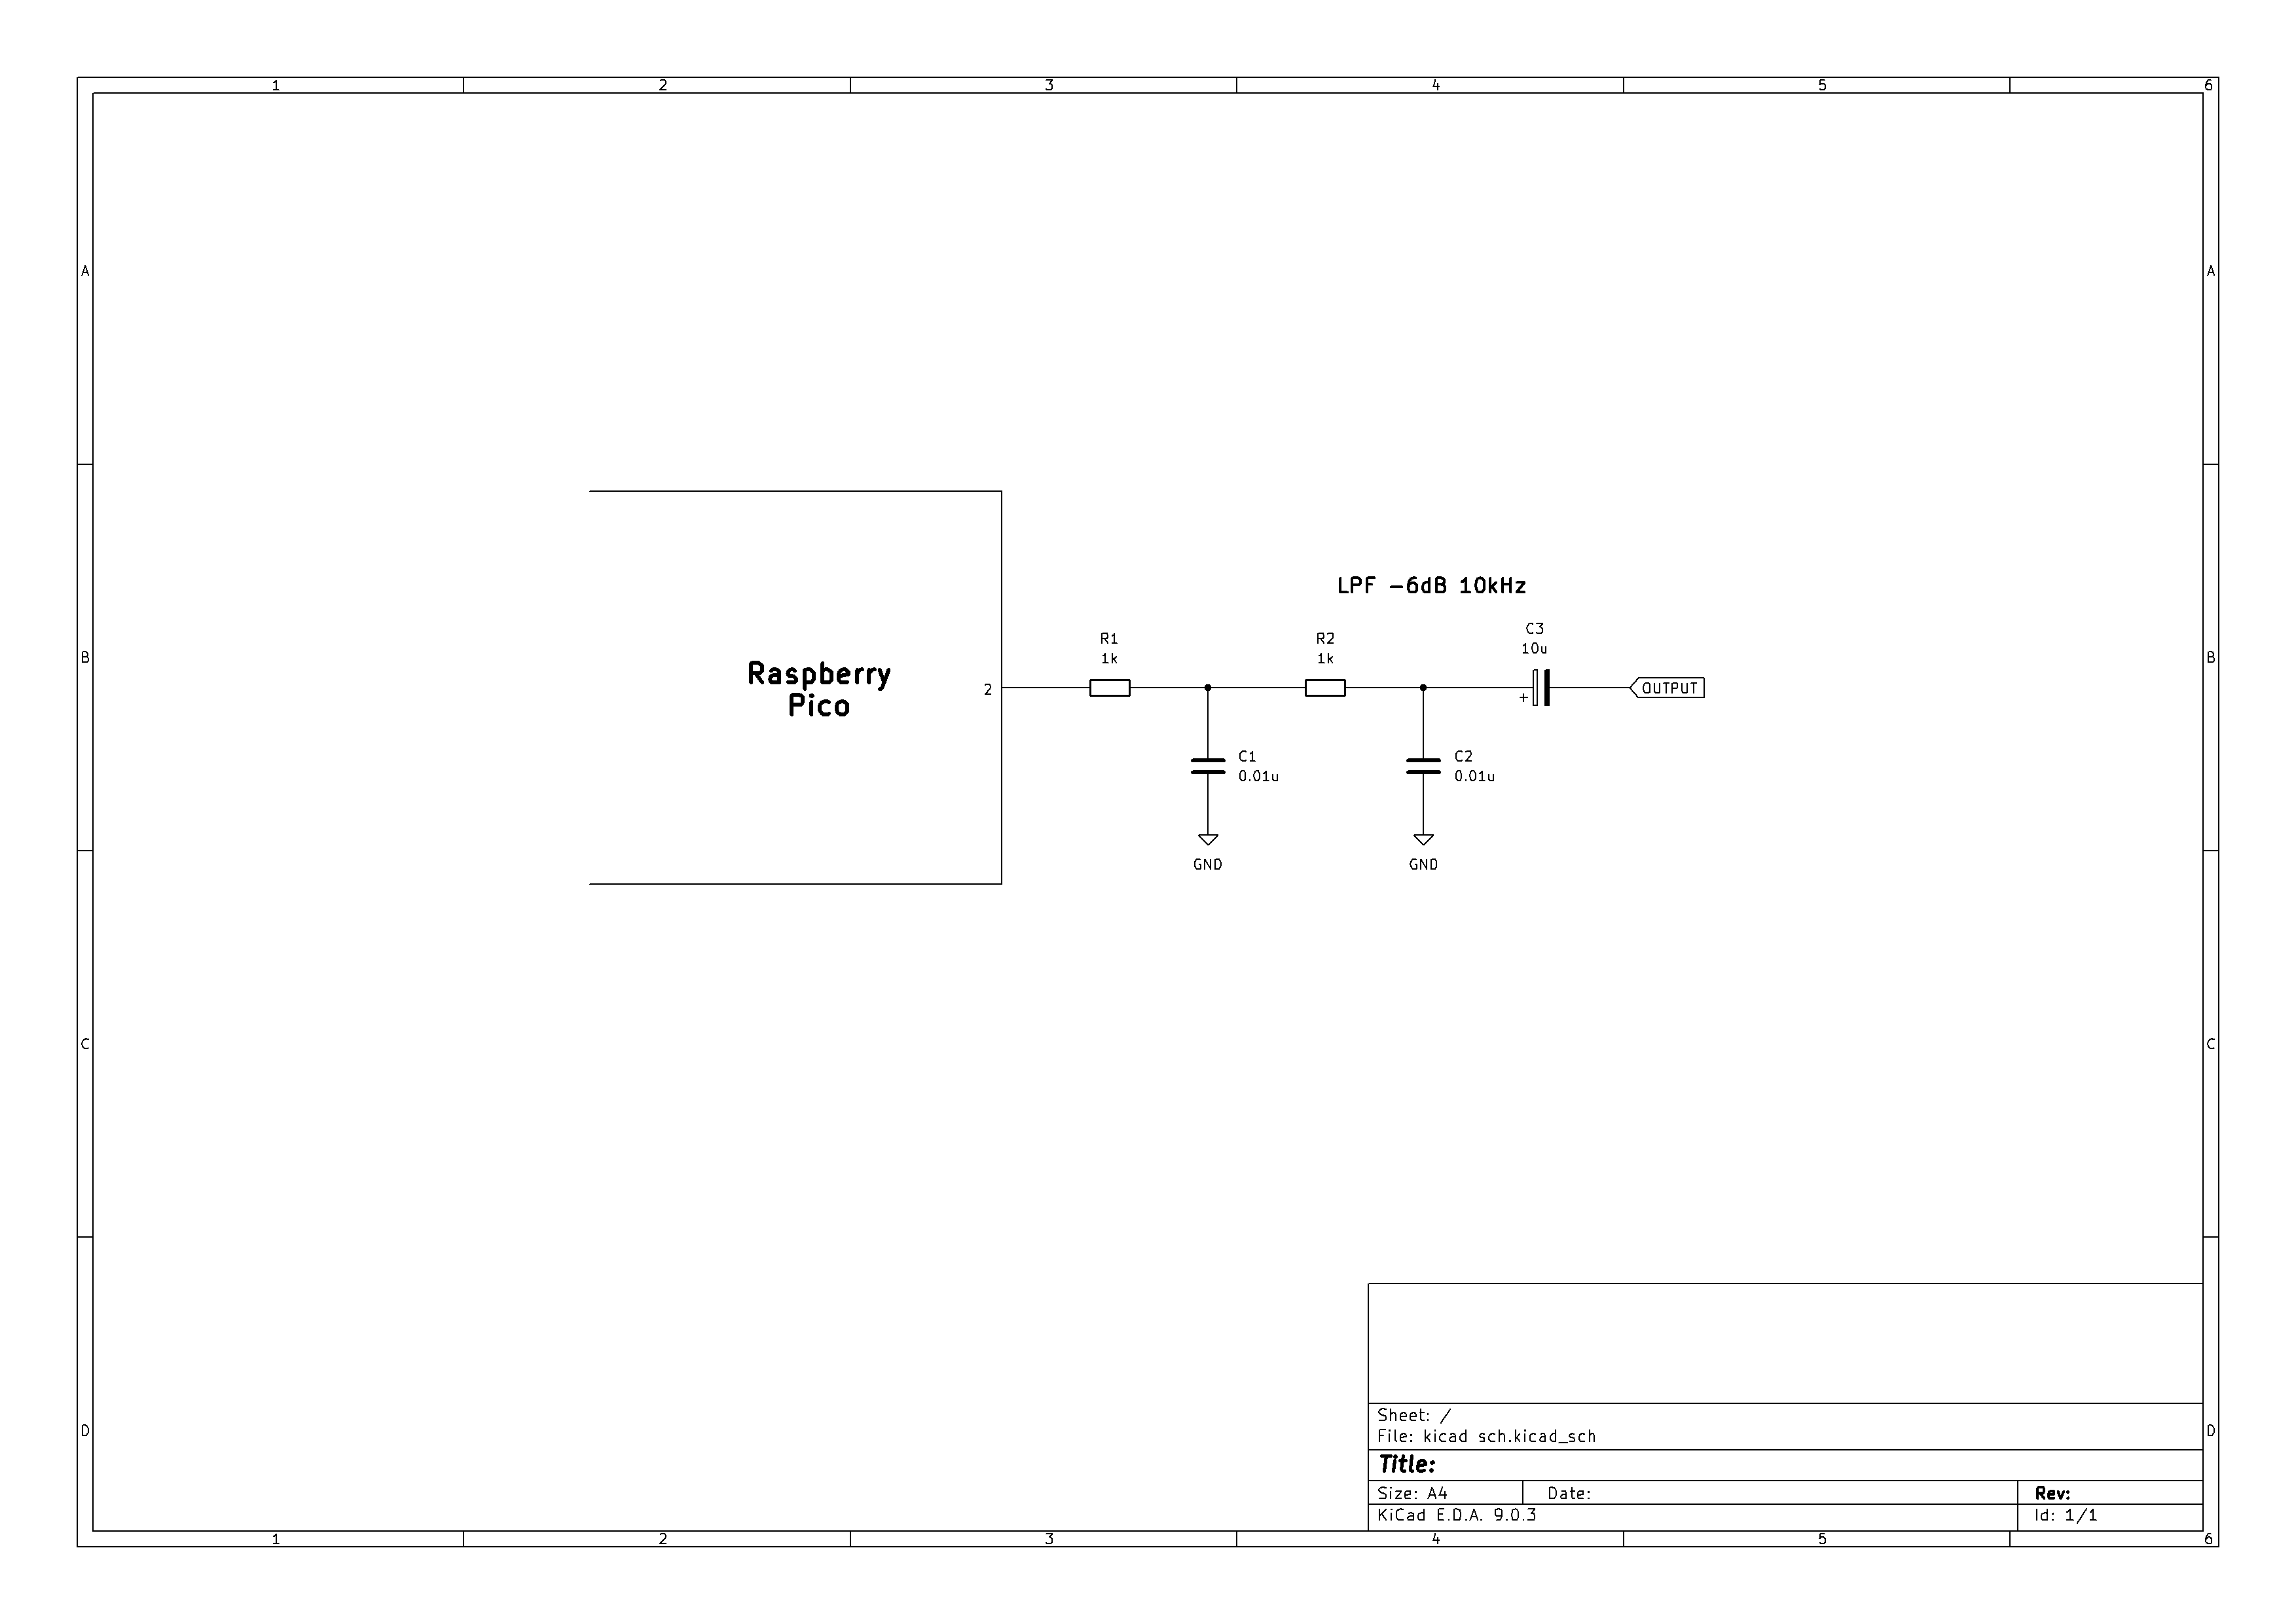 1 2 3 4 5 6
A A
LPF -6dB 10kHz
C3
10u
R1
1k
R2
1k
B B
Raspberry
Pico
2
OUTPUT
+
C1
0.01u
C2
0.01u
GND
GND
C C
Sheet: /
File: kicad sch.kicad_sch
D D
Title:
Size: A4 Date: Rev:
KiCad E.D.A. 9.0.3 Id: 1/1
1 2 3 4 5 6